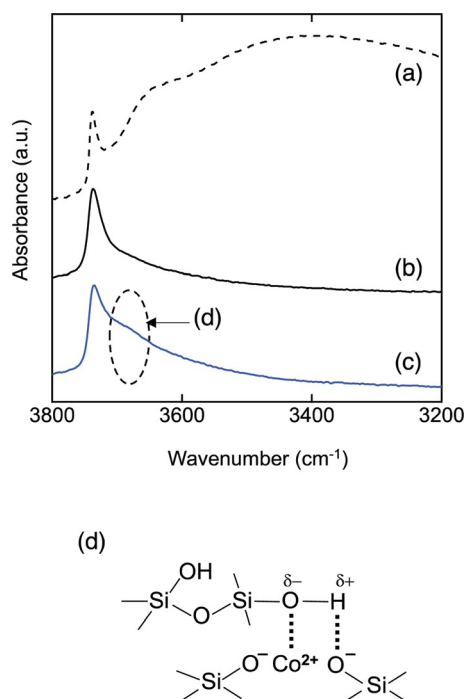 Absorbance (a.u.)
(a)
(b)
(d)
(c)
3800 3600 3400 3200
Wavenumber (cm-1)
(d)
OH δ− δ+
Si O Si O H
O− Co2+ O−
Si Si